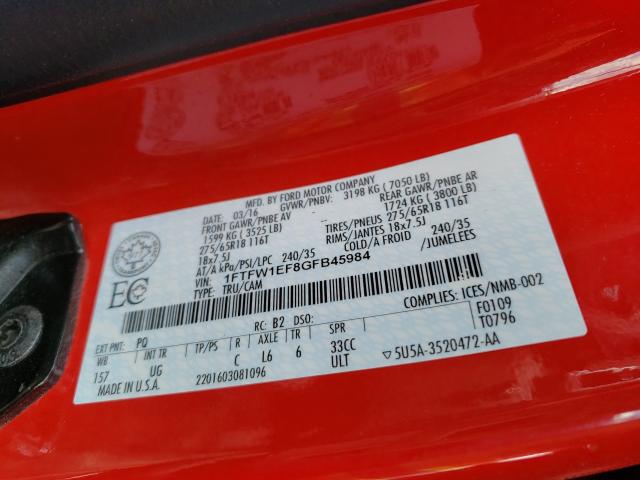 MFD. BY FORD MOTOR COMPANY
DATE: 03/16 GVWR/PNBV: 3198 KG ( 7050 LB)
FRONT GAWR/PNBE AV REAR GAWR/PNBE AR
1599 KG ( 3525 LB) 1724 KG ( 3800 LB)
275/65R18 116T TIRES/PNEUS 275/65R18 116T
18x7.5J RIMS/JANTES 18x7.5J
AT/A kPa/PSI/LPC 240/35 COLD/A FROID 240/35
VIN: 1FTFW1EF8GFB45984 /JUMELEES
TYPE: TRU/CAM
EC
COMPLIES: ICES/NMB-002
RC: B2 DSO: F0109
EXT PNT: PQ T0796
WB INT TR TP/PS R AXLE TR SPR
157 UG C L6 6 33CC ▽5U5A-3520472-AA
MADE IN U.S.A. 2201603081096 ULT